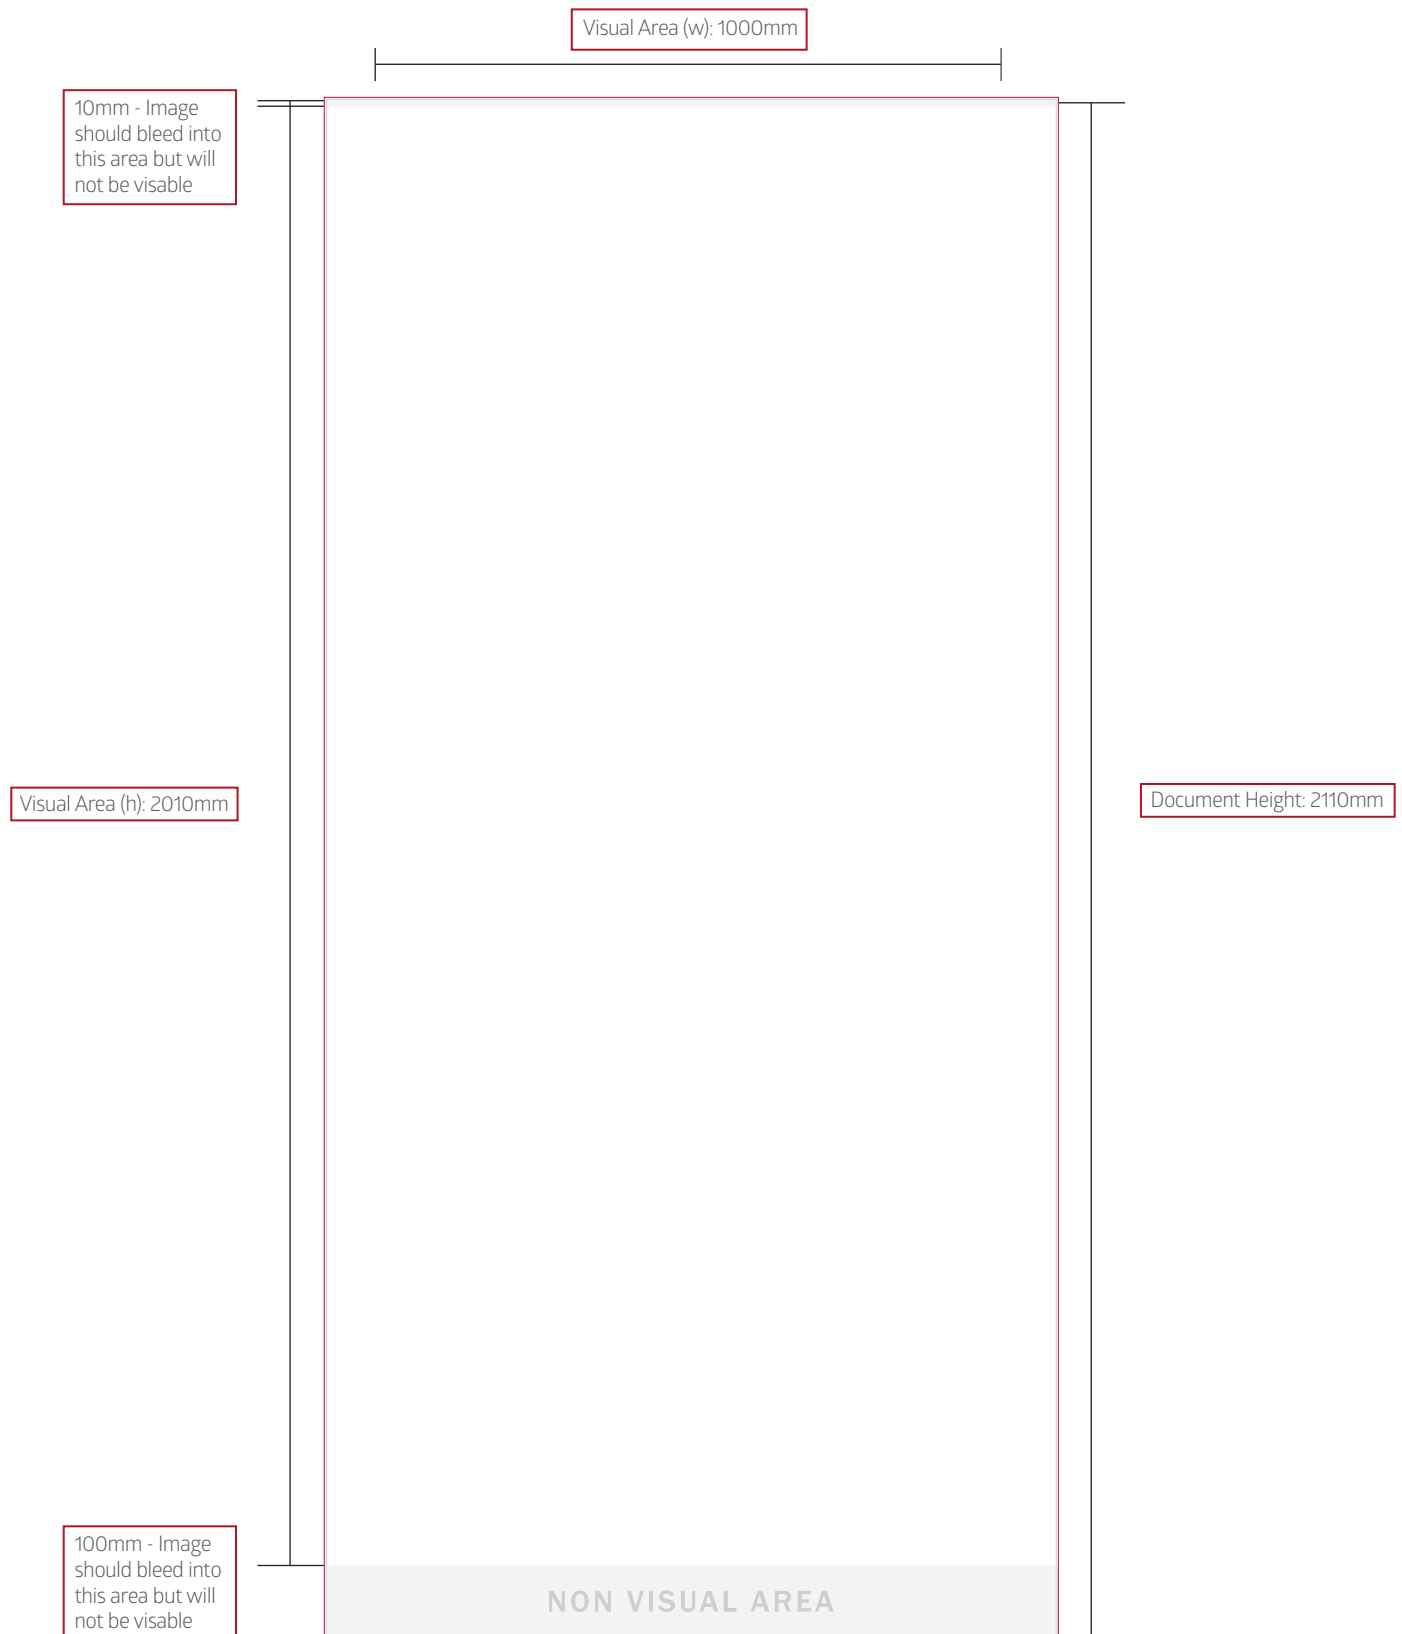 Visual Area (w): 1000mm
10mm - Image
should bleed into
this area but will
not be visable
Visual Area (h): 2010mm
Document Height: 2110mm
100mm - Image
should bleed into
this area but will
not be visable
NON VISUAL AREA